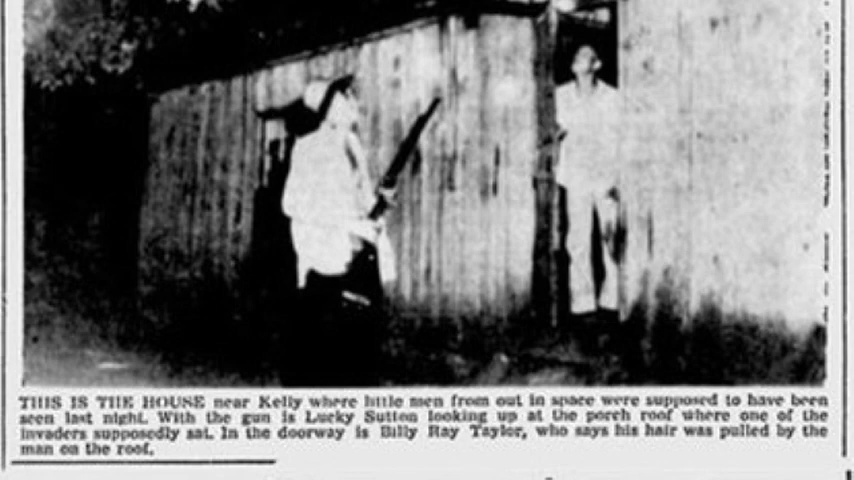 THIS IS THE HOUSE near Kelly where little men from out in space were supposed to have been
seen last night. With the gun is Lucky Sutton looking up at the porch roof where one of the
invaders supposedly sat. In the doorway is Billy Ray Taylor, who says his hair was pulled by the
man on the roof.